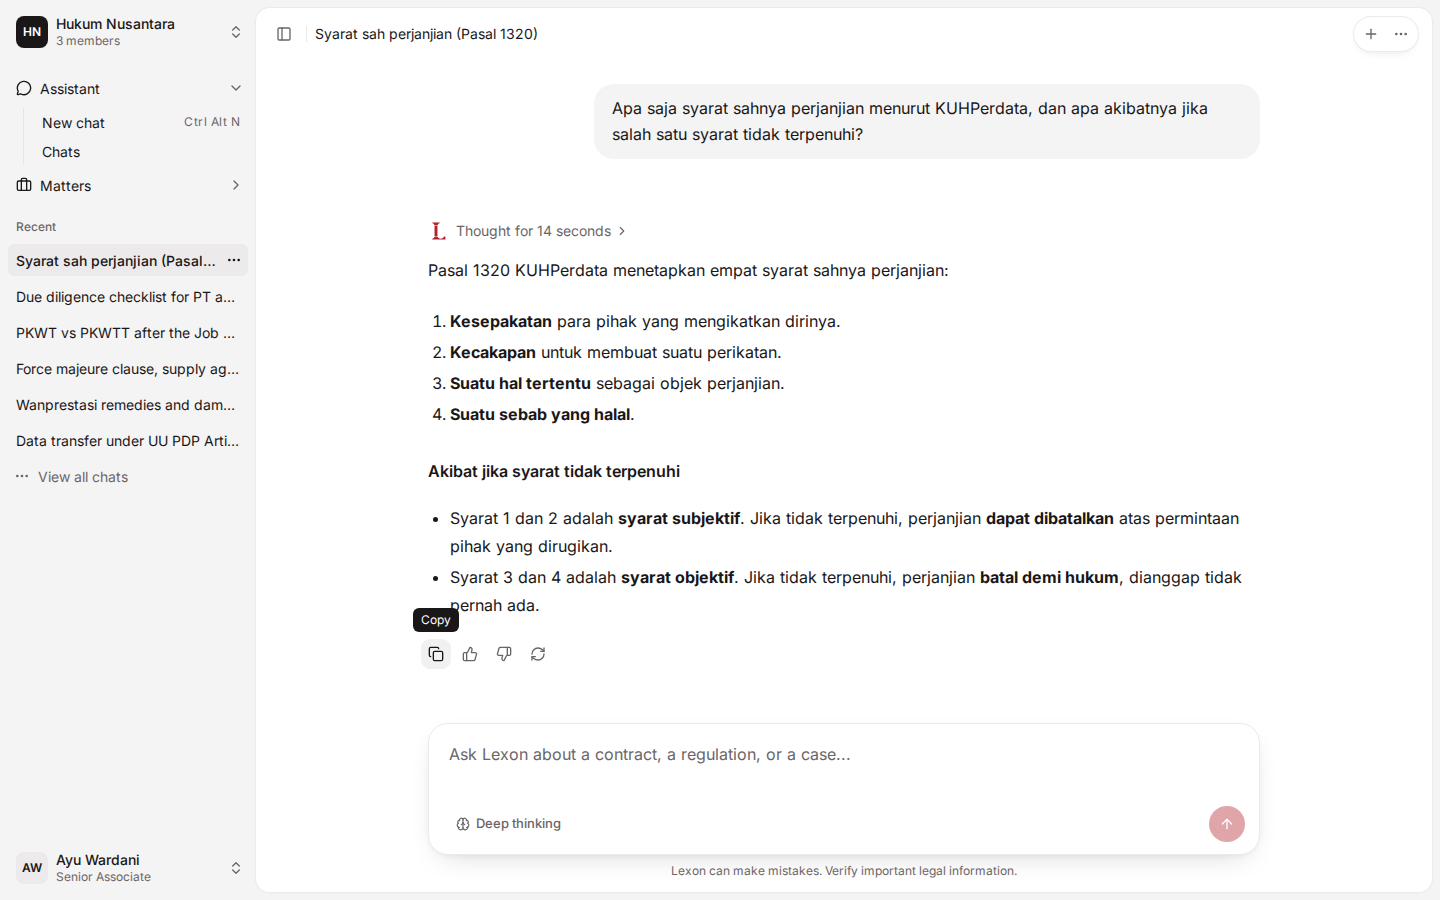 HN
Hukum Nusantara
3 members
Assistant
New chat Ctrl Alt N
Chats
Matters
Recent
Syarat sah perjanjian (Pasal...
Due diligence checklist for PT a...
PKWT vs PKWTT after the Job ...
Force majeure clause, supply ag...
Wanprestasi remedies and dam...
Data transfer under UU PDP Arti...
View all chats
AW
Ayu Wardani
Senior Associate
Syarat sah perjanjian (Pasal 1320)
Apa saja syarat sahnya perjanjian menurut KUHPerdata, dan apa akibatnya jika
salah satu syarat tidak terpenuhi?
L Thought for 14 seconds
Pasal 1320 KUHPerdata menetapkan empat syarat sahnya perjanjian:
1. Kesepakatan para pihak yang mengikatkan dirinya.
2. Kecakapan untuk membuat suatu perikatan.
3. Suatu hal tertentu sebagai objek perjanjian.
4. Suatu sebab yang halal.
Akibat jika syarat tidak terpenuhi
• Syarat 1 dan 2 adalah syarat subjektif. Jika tidak terpenuhi, perjanjian dapat dibatalkan atas permintaan
pihak yang dirugikan.
• Syarat 3 dan 4 adalah syarat objektif. Jika tidak terpenuhi, perjanjian batal demi hukum, dianggap tidak
pernah ada.
Copy
Ask Lexon about a contract, a regulation, or a case...
Deep thinking
Lexon can make mistakes. Verify important legal information.